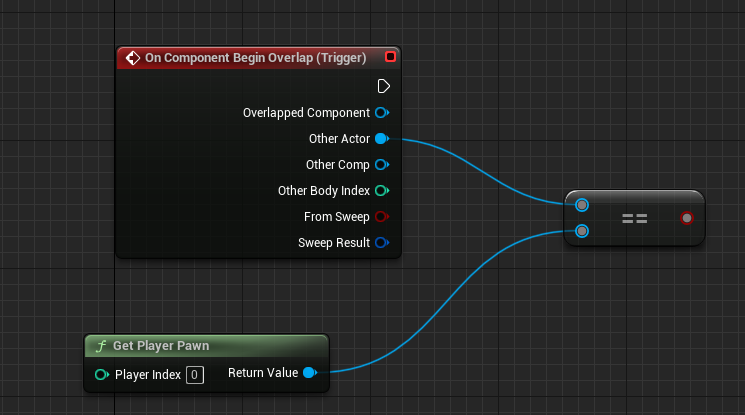 On Component Begin Overlap (Trigger)
Overlapped Component
Other Actor
Other Comp
Other Body Index
From Sweep
Sweep Result
==
f Get Player Pawn
Player Index 0 Return Value